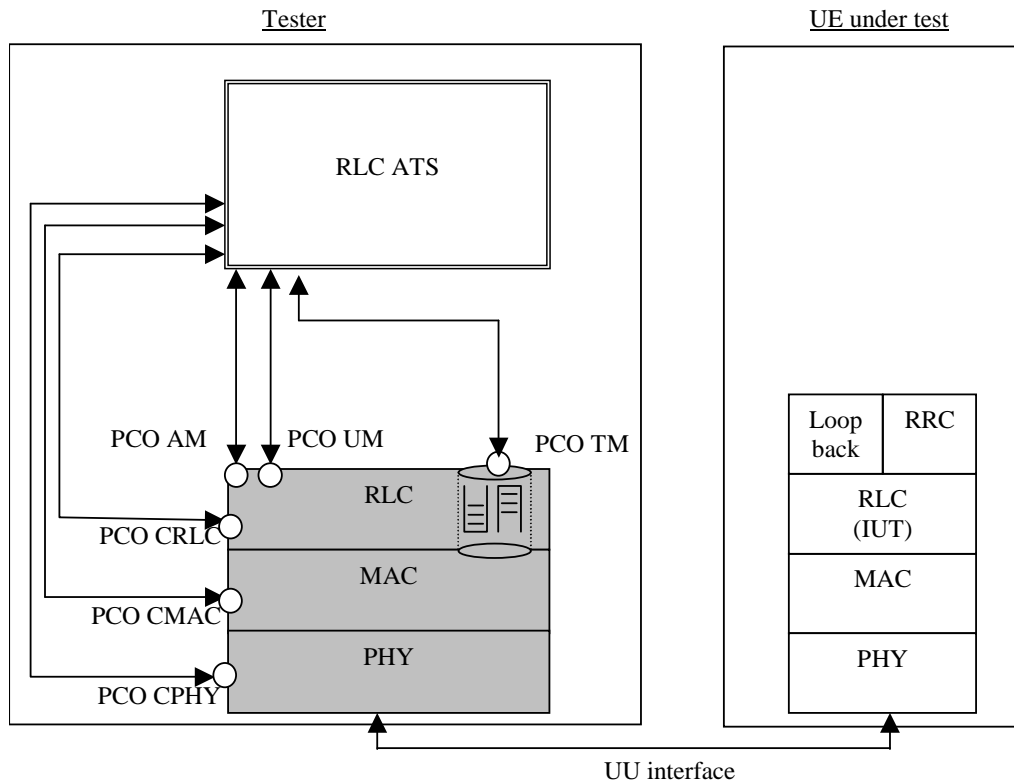 Tester
UE under test
RLC ATS
PCO AM
PCO UM
PCO TM
Loop
back
RRC
RLC
PCO CRLC
RLC
(IUT)
MAC
PCO CMAC
MAC
PHY
PCO CPHY
PHY
UU interface